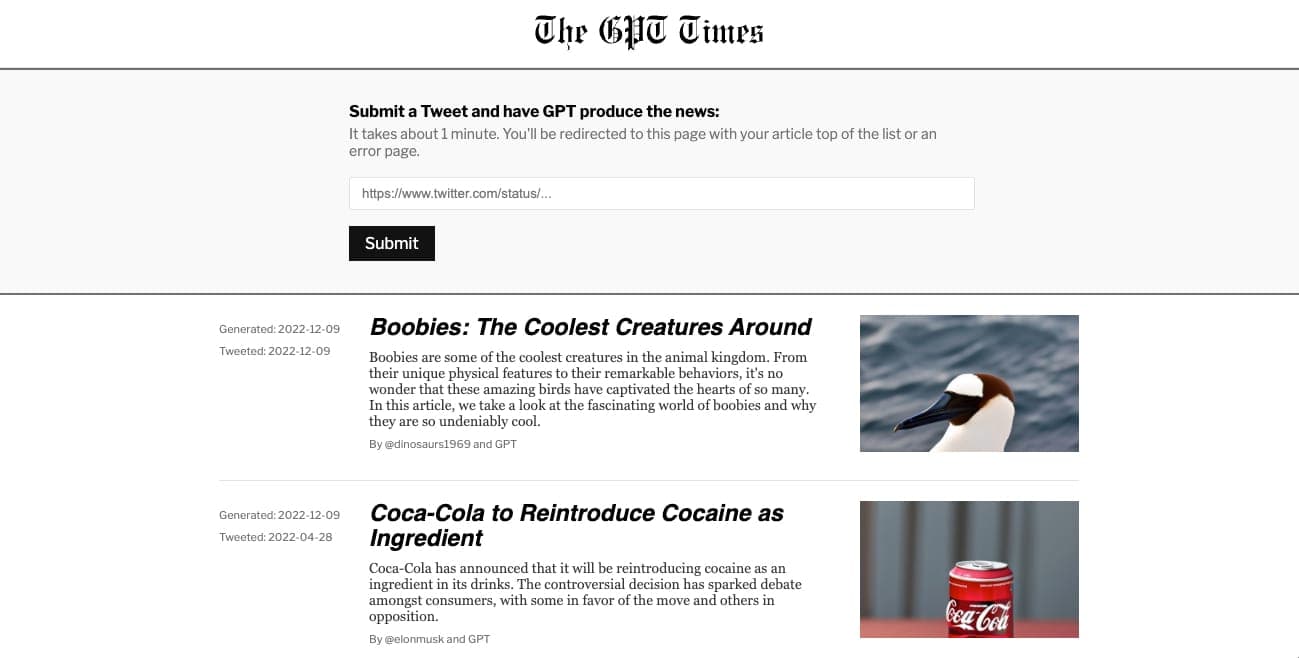 The GPT Times
Submit a Tweet and have GPT produce the news:
It takes about 1 minute. You'll be redirected to this page with your article top of the list or an
error page.
https://www.twitter.com/status/...
Submit
Generated: 2022-12-09
Tweeted: 2022-12-09
Boobies: The Coolest Creatures Around
Boobies are some of the coolest creatures in the animal kingdom. From
their unique physical features to their remarkable behaviors, it's no
wonder that these amazing birds have captivated the hearts of so many.
In this article, we take a look at the fascinating world of boobies and why
they are so undeniably cool.
By @dinosaurs1969 and GPT
Generated: 2022-12-09
Tweeted: 2022-04-28
Coca-Cola to Reintroduce Cocaine as
Ingredient
Coca-Cola has announced that it will be reintroducing cocaine as an
ingredient in its drinks. The controversial decision has sparked debate
amongst consumers, with some in favor of the move and others in
opposition.
By @elonmusk and GPT
Coca-Cola